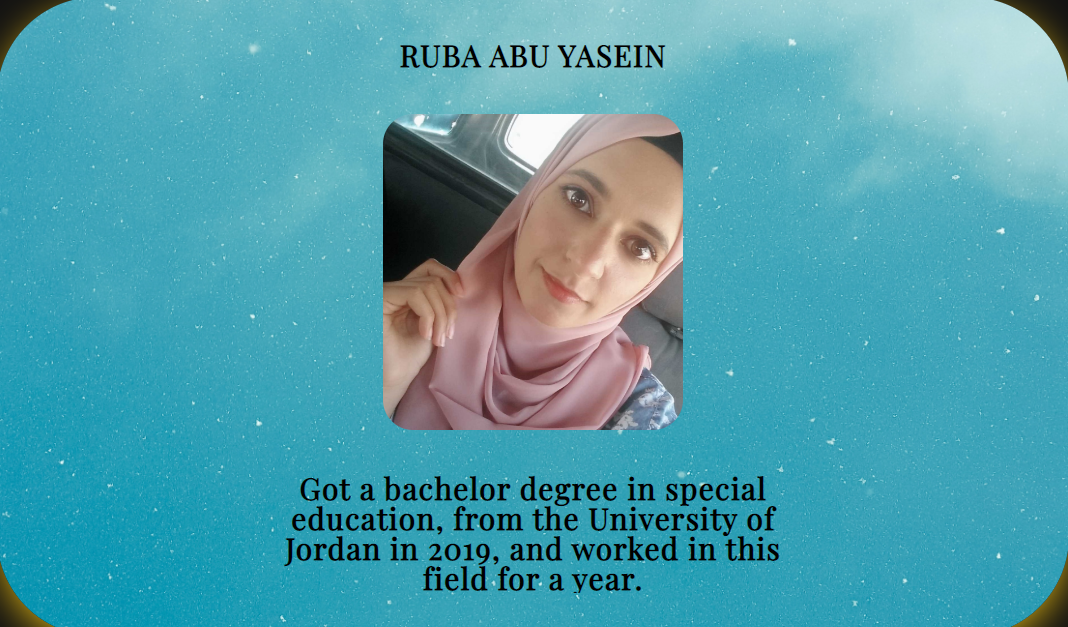 RUBA ABU YASEIN
Got a bachelor degree in special
education, from the University of
Jordan in 2019, and worked in this
field for a year.